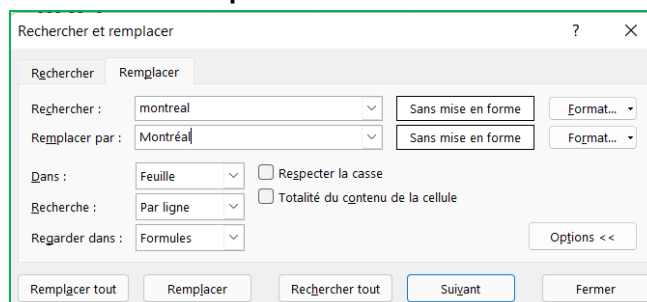 Rechercher et remplacer ? ×
Rechercher Remplacer
Rechercher : montreal Sans mise en forme Format...
Remplacer par : Montréal Sans mise en forme Format...
Dans : Feuille Respecter la casse
Totalité du contenu de la cellule
Recherche : Par ligne
Regarder dans : Formules Options <<
Remplacer tout Remplacer Rechercher tout Suivant Fermer